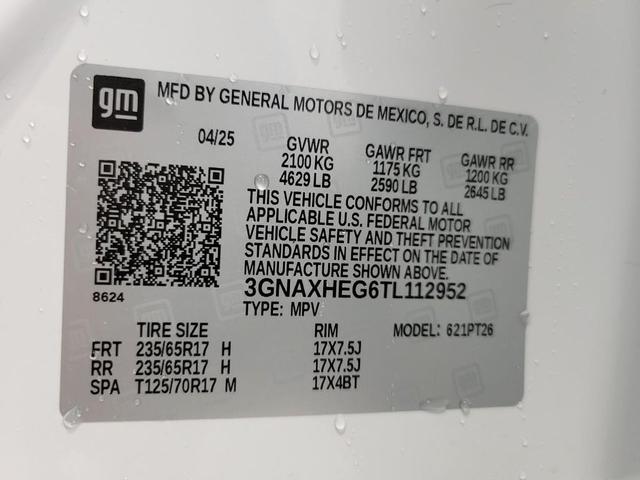 gm
MFD BY GENERAL MOTORS DE MEXICO, S. DE R.L. DE C.V.
04/25 GVWR GAWR FRT GAWR RR
2100 KG 1175 KG 1200 KG
4629 LB 2590 LB 2645 LB
THIS VEHICLE CONFORMS TO ALL
APPLICABLE U.S. FEDERAL MOTOR
VEHICLE SAFETY AND THEFT PREVENTION
STANDARDS IN EFFECT ON DATE OF
MANUFACTURE SHOWN ABOVE.
8624
3GNAXHEG6TL112952
TYPE: MPV
TIRE SIZE RIM MODEL: 621PT26
FRT 235/65R17 H 17X7.5J
RR 235/65R17 H 17X7.5J
SPA T125/70R17 M 17X4BT